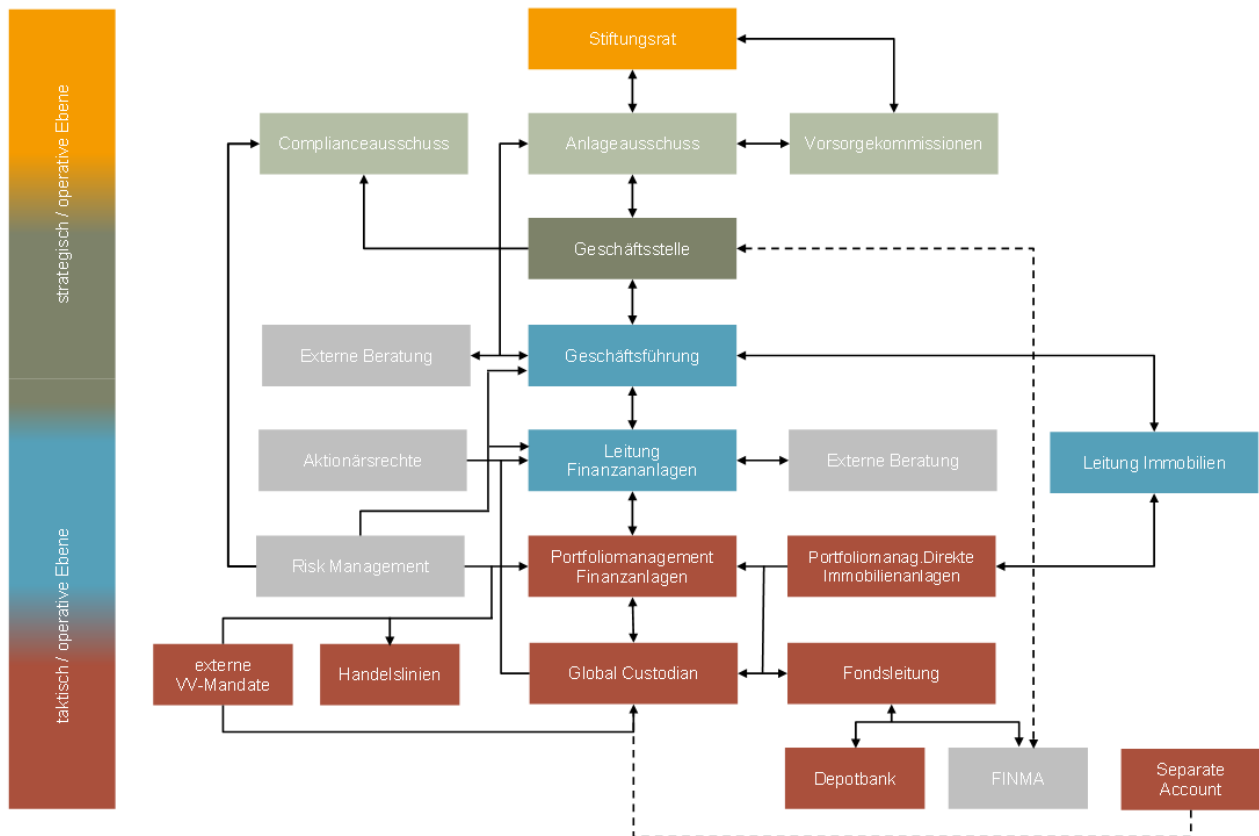 strategisch / operative Ebene
taktisch / operative Ebene
Stiftungsrat
Complianceausschuss
Anlageausschuss
Vorsorgekommissionen
Geschäftsstelle
Externe Beratung
Geschäftsführung
Aktionärsrechte
Leitung
Finanzananlagen
Externe Beratung
Leitung Immobilien
Risk Management
Portfoliomanagement
Finanzanlagen
Portfoliomanag.Direkte
Immobilienanlagen
externe
VV-Mandate
Handelslinien
Global Custodian
Fondsleitung
Depotbank
FINMA
Separate
Account